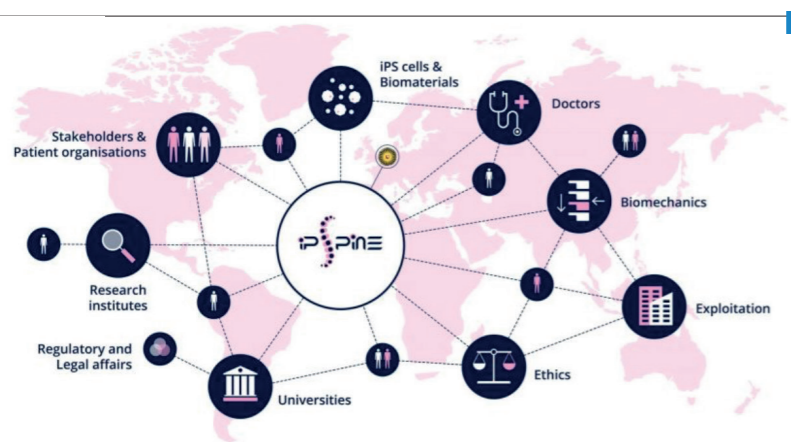 iPS cells &
Biomaterials
Doctors
Stakeholders &
Patient organisations
Biomechanics
iPSPiNE
Research
institutes
Exploitation
Regulatory and
Legal affairs
Ethics
Universities